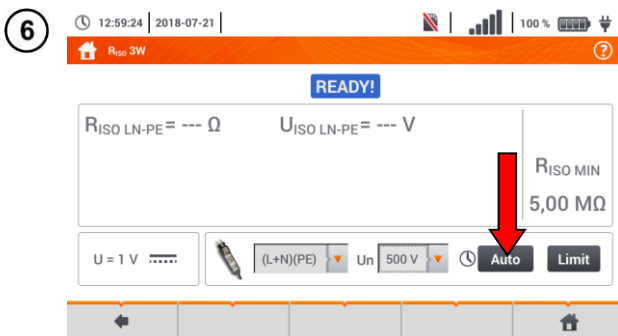 6
12:59:24 2018-07-21 100 %
RISO 3W ?
READY!
RISO LN-PE= --- Ω UISO LN-PE= --- V
RISO MIN
5,00 MΩ
U = 1 V (L+N)(PE) Un 500 V Auto Limit